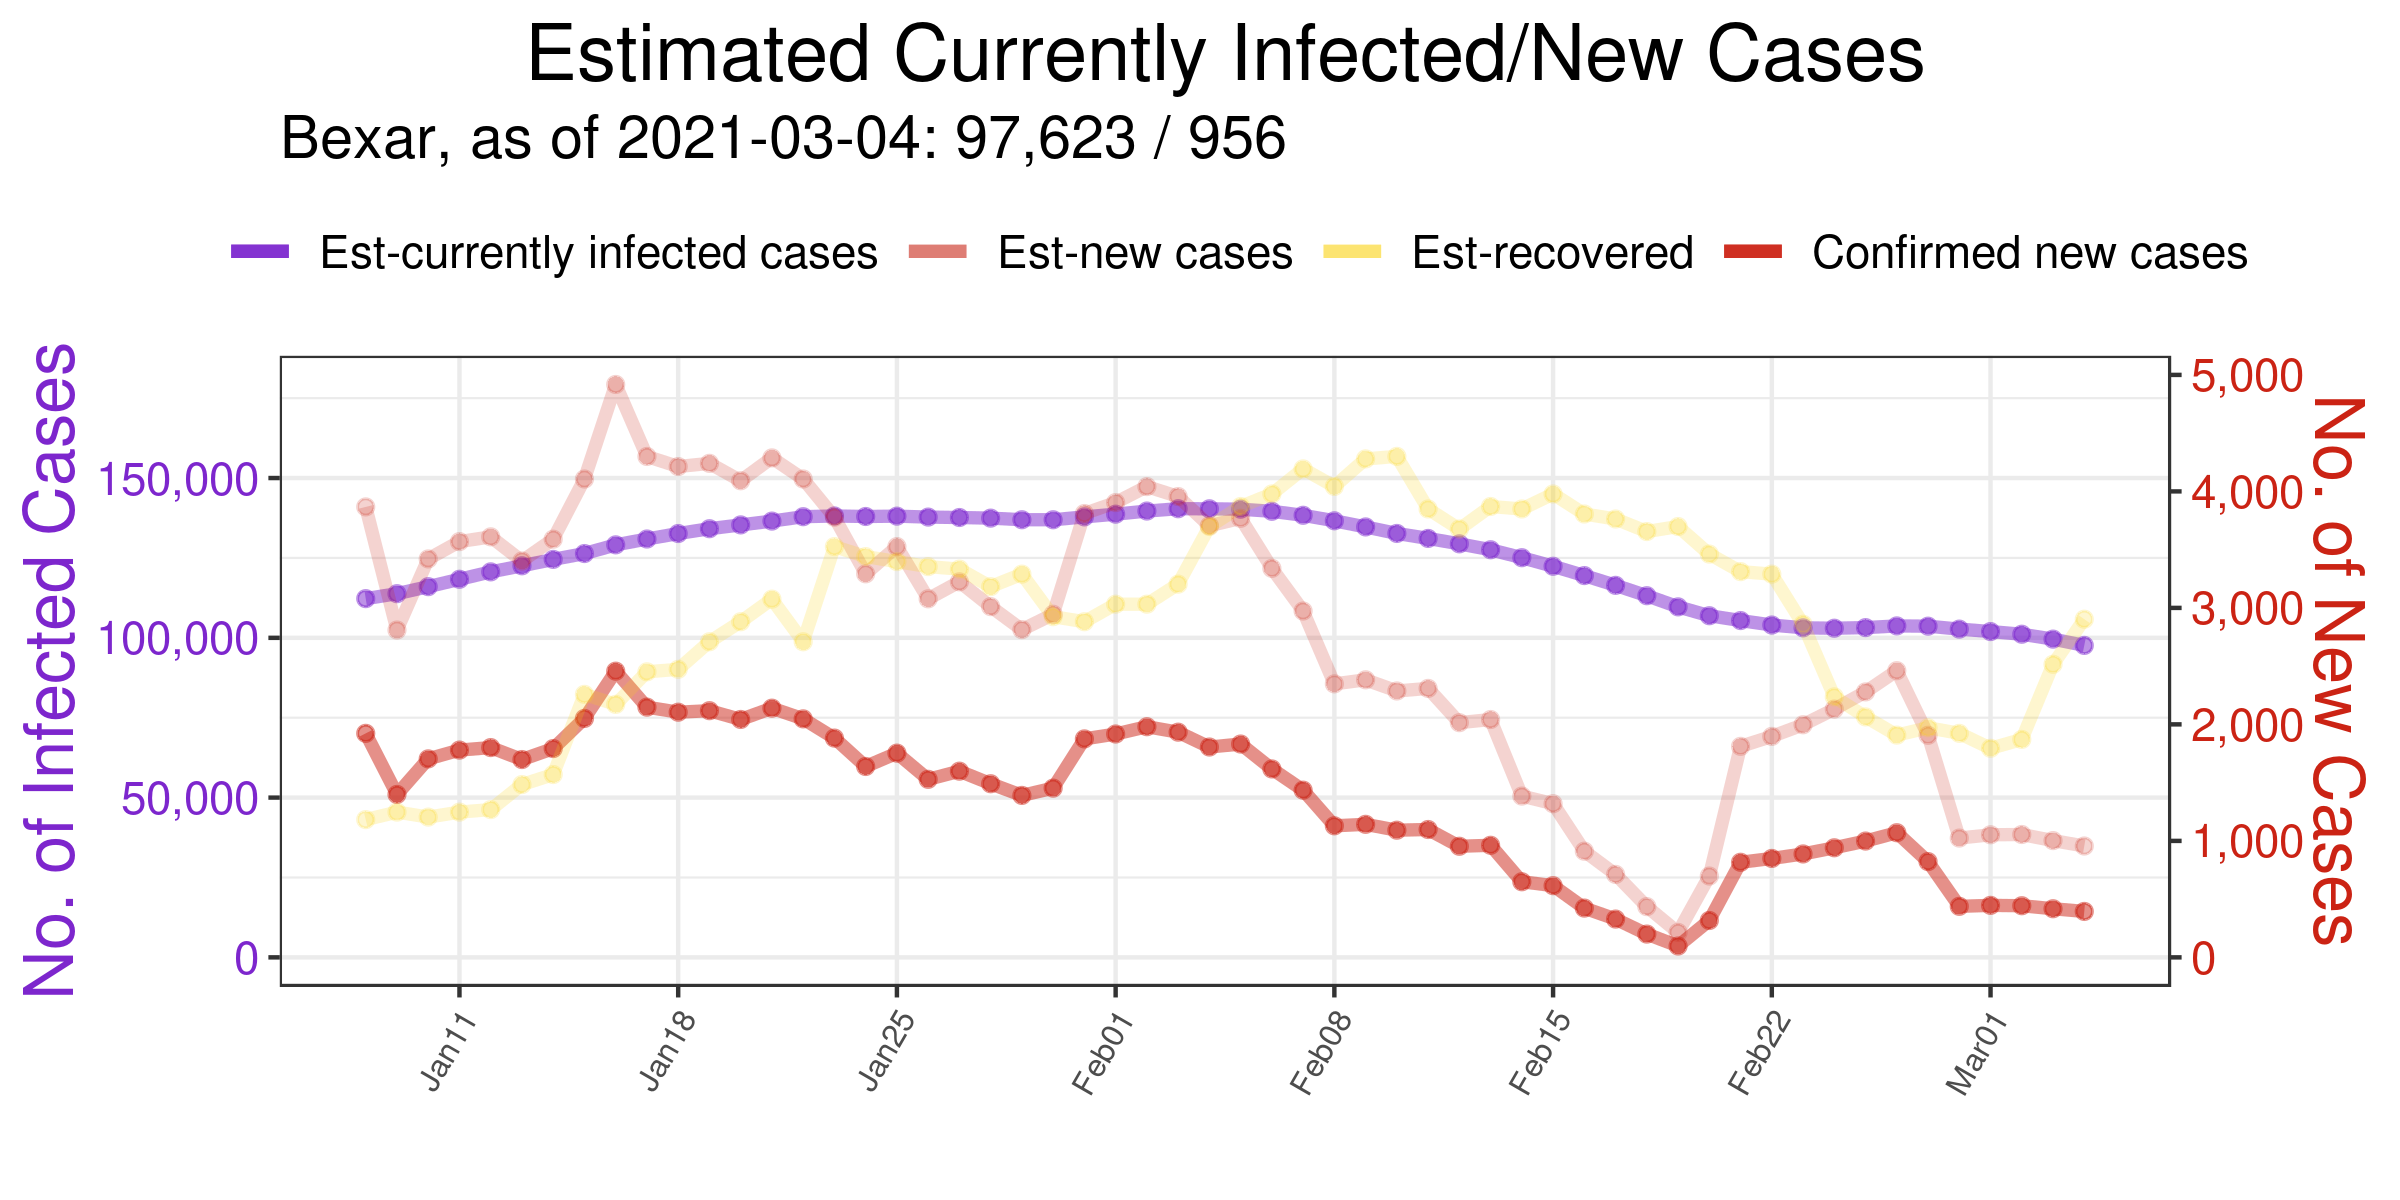 Estimated Currently Infected/New Cases
Bexar, as of 2021-03-04: 97,623 / 956
Est-currently infected cases Est-new cases Est-recovered Confirmed new cases
No. of Infected Cases
150,000
100,000
50,000
0
5,000
4,000
3,000
2,000
1,000
0
No. of New Cases
Jan11 Jan18 Jan25 Feb01 Feb08 Feb15 Feb22 Mar01